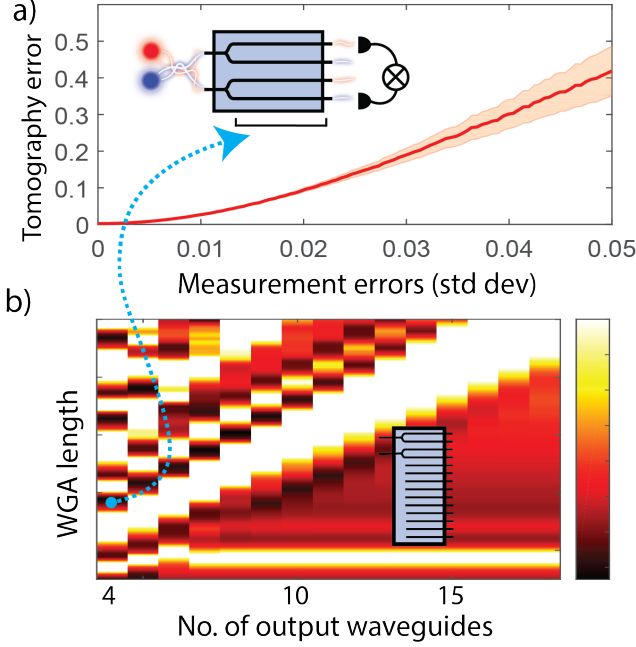 a)
Tomography error
0.5
0.4
0.3
0.2
0.1
0
0 0.01 0.02 0.03 0.04 0.05
Measurement errors (std dev)
b)
WGA length
4 10 15
No. of output waveguides